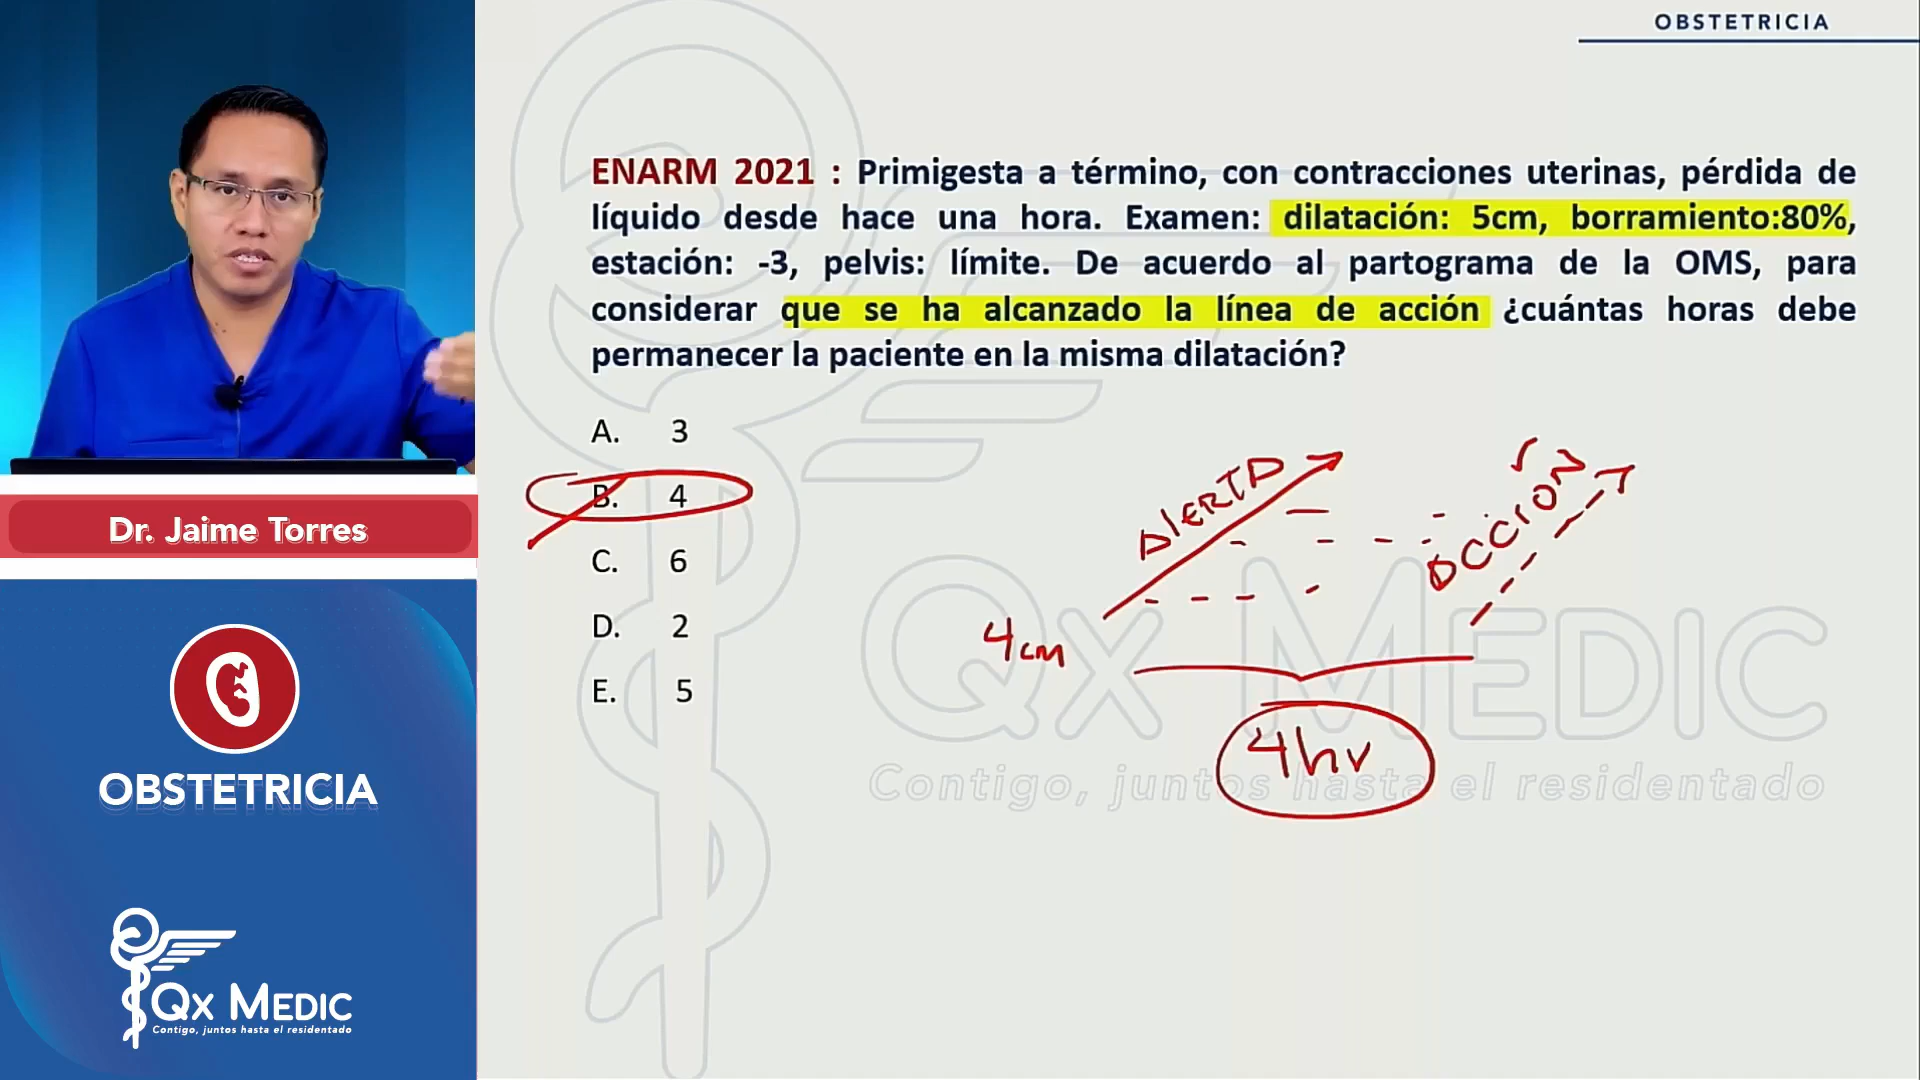 OBSTETRICIA
ENARM 2021 : Primigesta a término, con contracciones uterinas, pérdida de
líquido desde hace una hora. Examen: dilatación: 5cm, borramiento:80%,
estación: -3, pelvis: límite. De acuerdo al partograma de la OMS, para
considerar que se ha alcanzado la línea de acción ¿cuántas horas debe
permanecer la paciente en la misma dilatación?
A. 3
B. 4
C. 6
D. 2
E. 5
ALERTA
ACCION
4cm
4hr
Qx MEDIC
Contigo, juntos hasta el residentado
Dr. Jaime Torres
OBSTETRICIA
Qx MEDIC
Contigo, juntos hasta el residentado